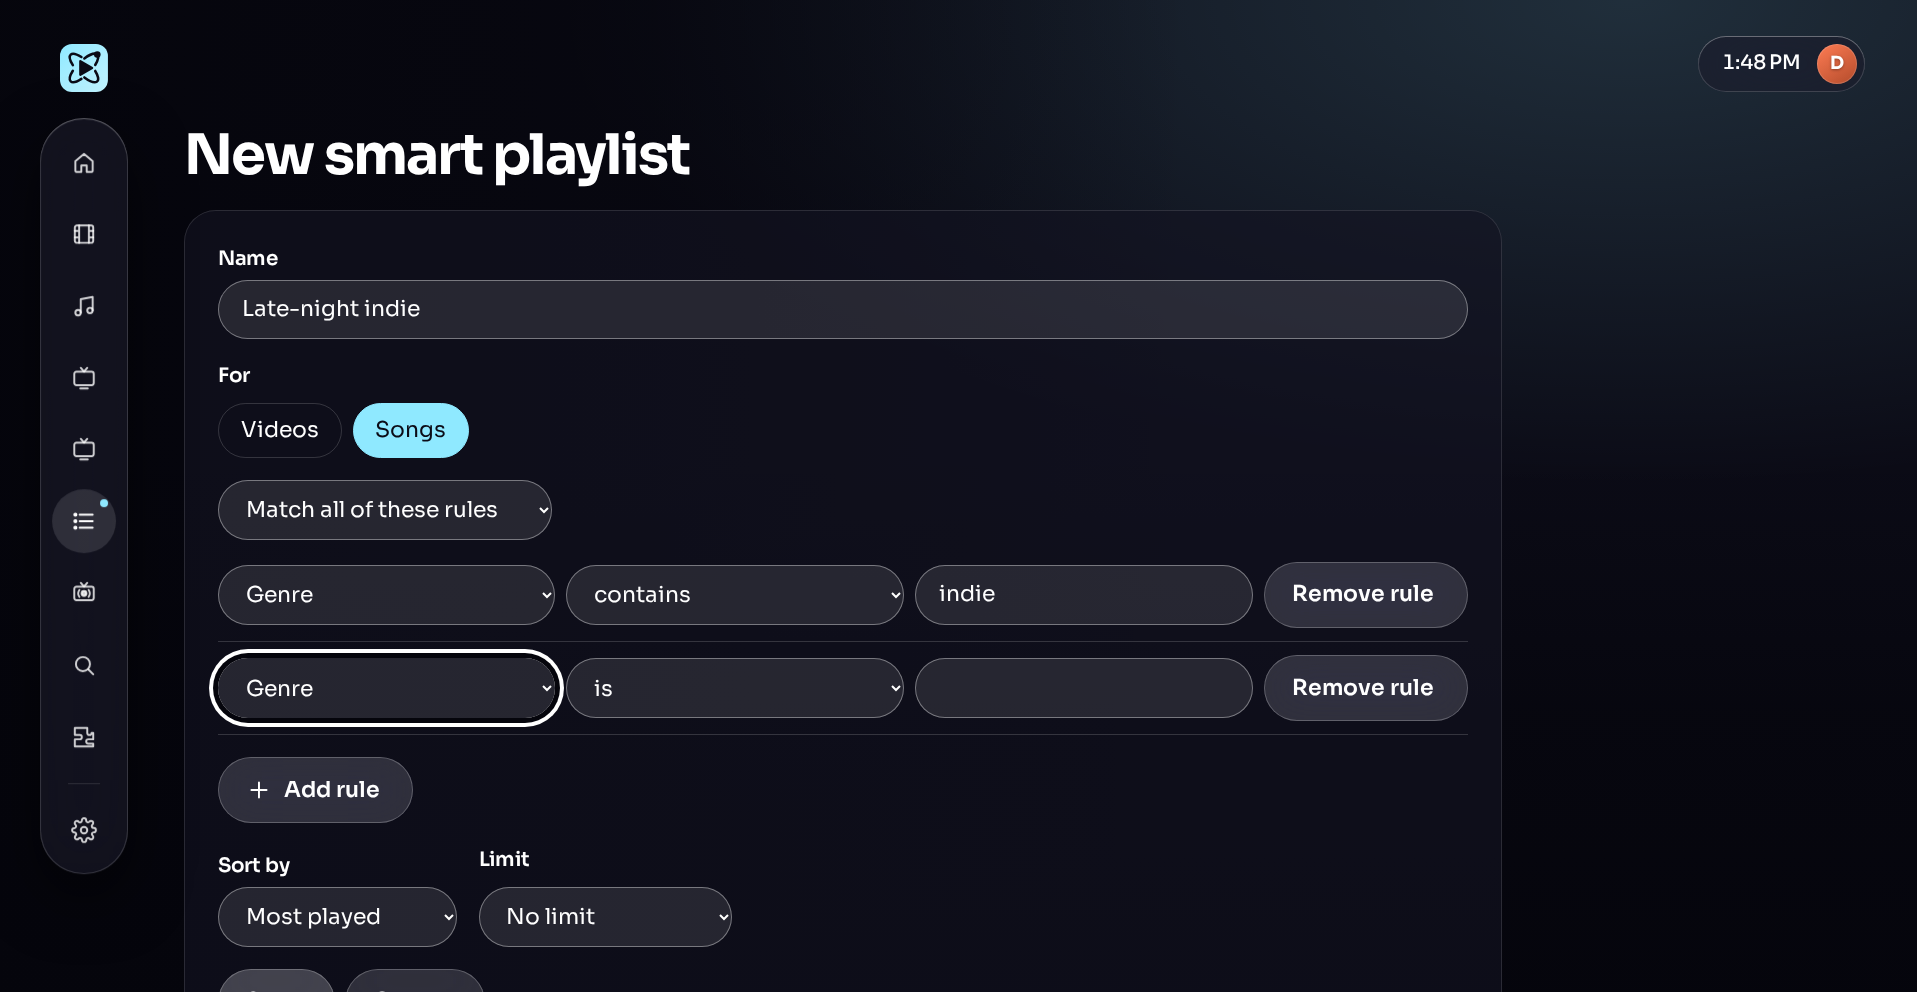 1:48 PM
D
New smart playlist
Name
Late-night indie
For
Videos
Songs
Match all of these rules
Genre
contains
indie
Remove rule
Genre
is
Remove rule
Add rule
Sort by
Limit
Most played
No limit